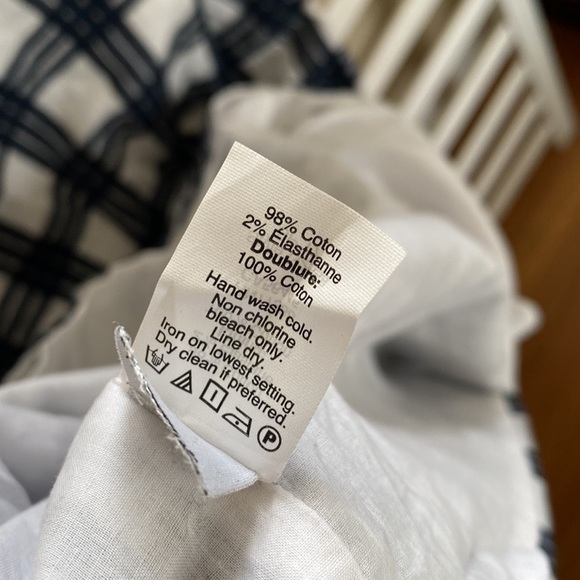 98% Coton
2% Élasthanne
Doublure:
100% Coton
Hand wash cold.
Non chlorine
bleach only.
Line dry.
Iron on lowest setting.
Dry clean if preferred.
P